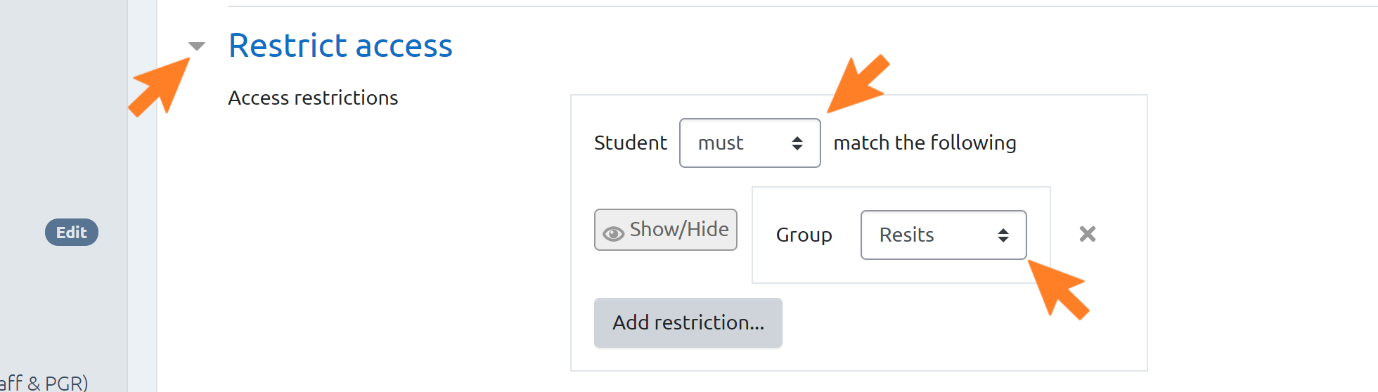 Restrict access
Access restrictions
Student must match the following
Show/Hide Group Resits
Edit
Add restriction...
aff & PGR)